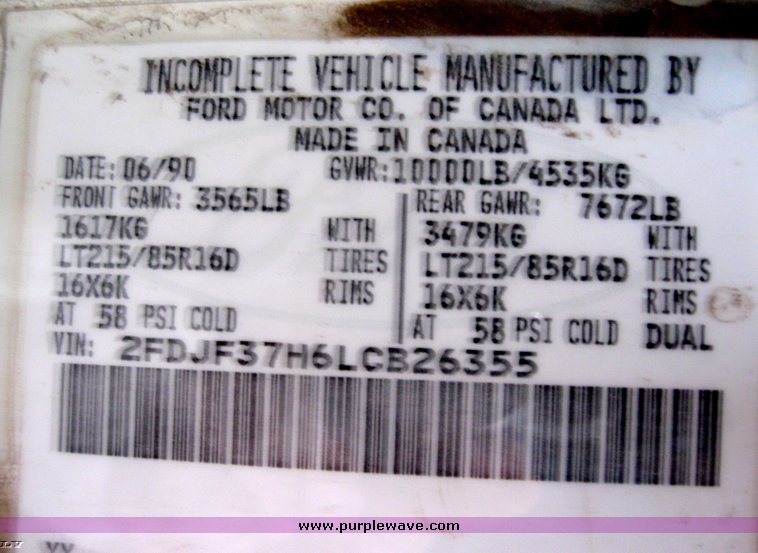 INCOMPLETE VEHICLE MANUFACTURED BY
FORD MOTOR CO. OF CANADA LTD.
MADE IN CANADA
DATE: 06/90 GVWR: 10000LB/4535KG
FRONT GAWR: 3565LB REAR GAWR: 7672LB
1617KG WITH 3479KG WITH
LT215/85R16D TIRES LT215/85R16D TIRES
16X6K RIMS 16X6K RIMS
AT 58 PSI COLD AT 58 PSI COLD DUAL
VIN: 2FDJF37H6LCB26355
www.purplewave.com